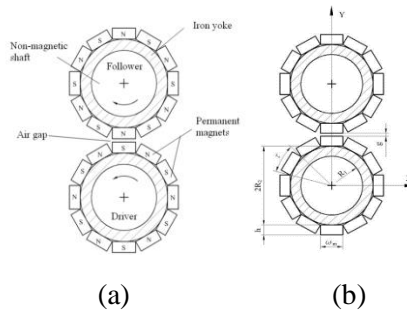 Iron yoke
Non-magnetic
shaft
Follower
Air gap
Permanent
magnets
Driver
N
S
Y
2R₂
R₁
h
g
(a)
(b)